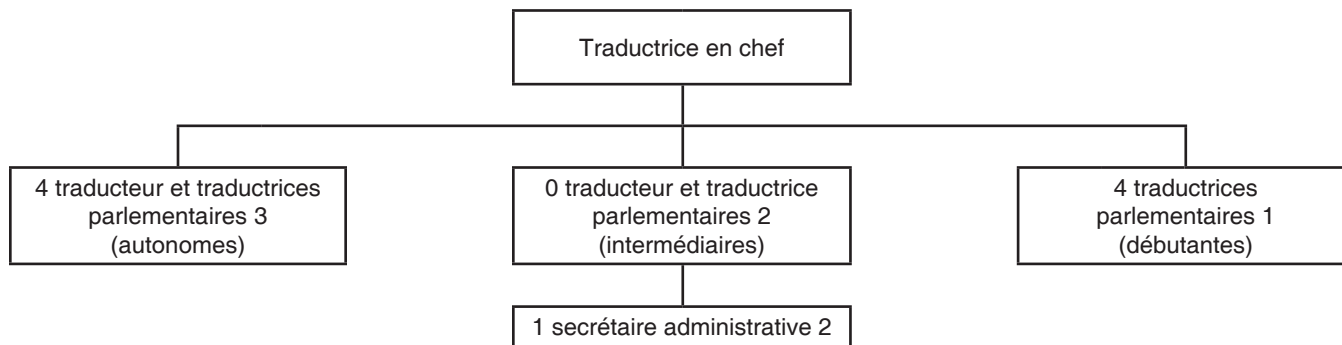 Traductrice en chef
4 traducteur et traductrices
parlementaires 3
(autonomes)
0 traducteur et traductrice
parlementaires 2
(intermédiaires)
4 traductrices
parlementaires 1
(débutantes)
1 secrétaire administrative 2